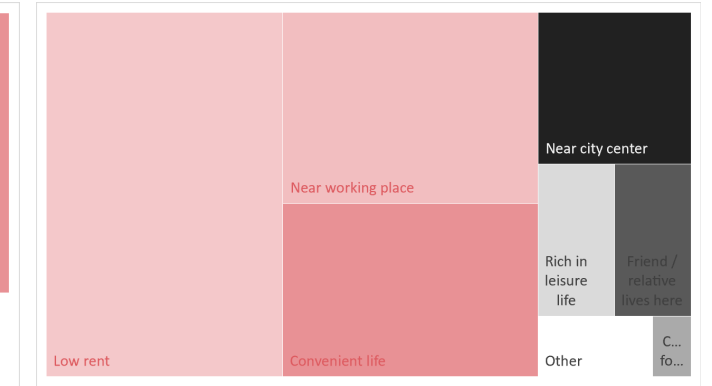 Low rent
Near working place
Convenient life
Near city center
Rich in
leisure
life
Friend /
relative
lives here
Other
C...
fo...